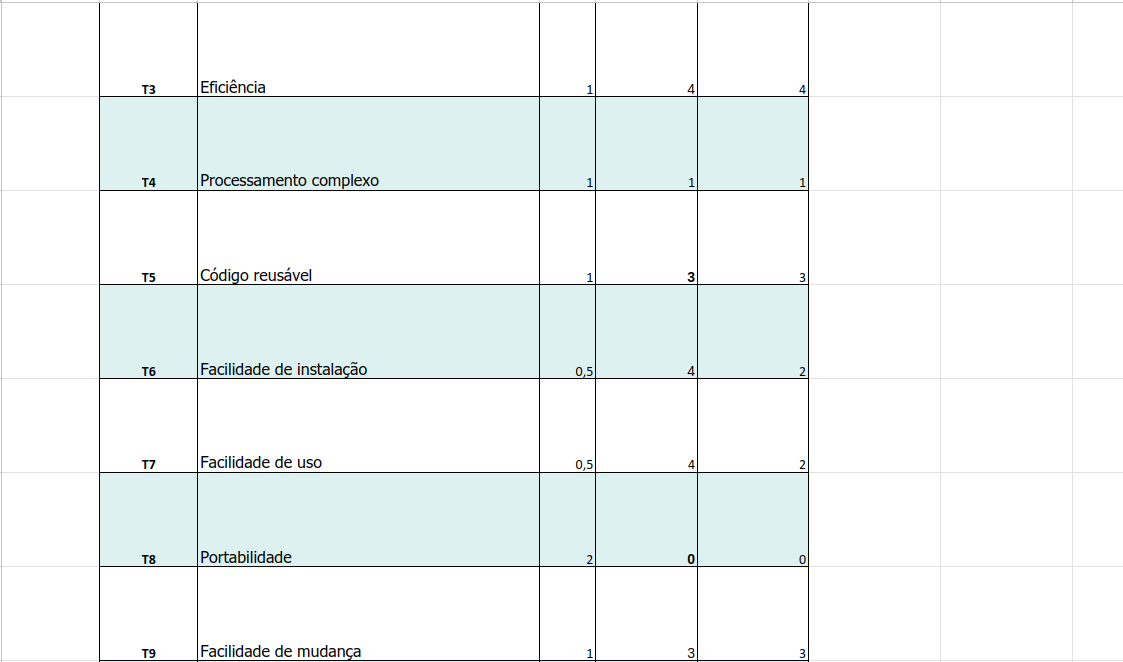 T3 Eficiência 1 4 4
T4 Processamento complexo 1 1 1
T5 Código reusável 1 3 3
T6 Facilidade de instalação 0,5 4 2
T7 Facilidade de uso 0,5 4 2
T8 Portabilidade 2 0 0
T9 Facilidade de mudança 1 3 3